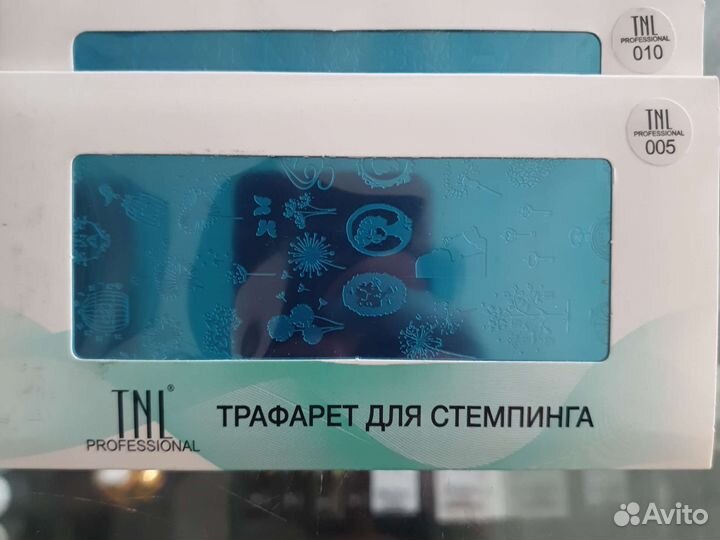 TNL
PROFESSIONAL
010
TNL
PROFESSIONAL
005
TNL®
PROFESSIONAL
ТРАФАРЕТ ДЛЯ СТЕМПИНГА
Avito